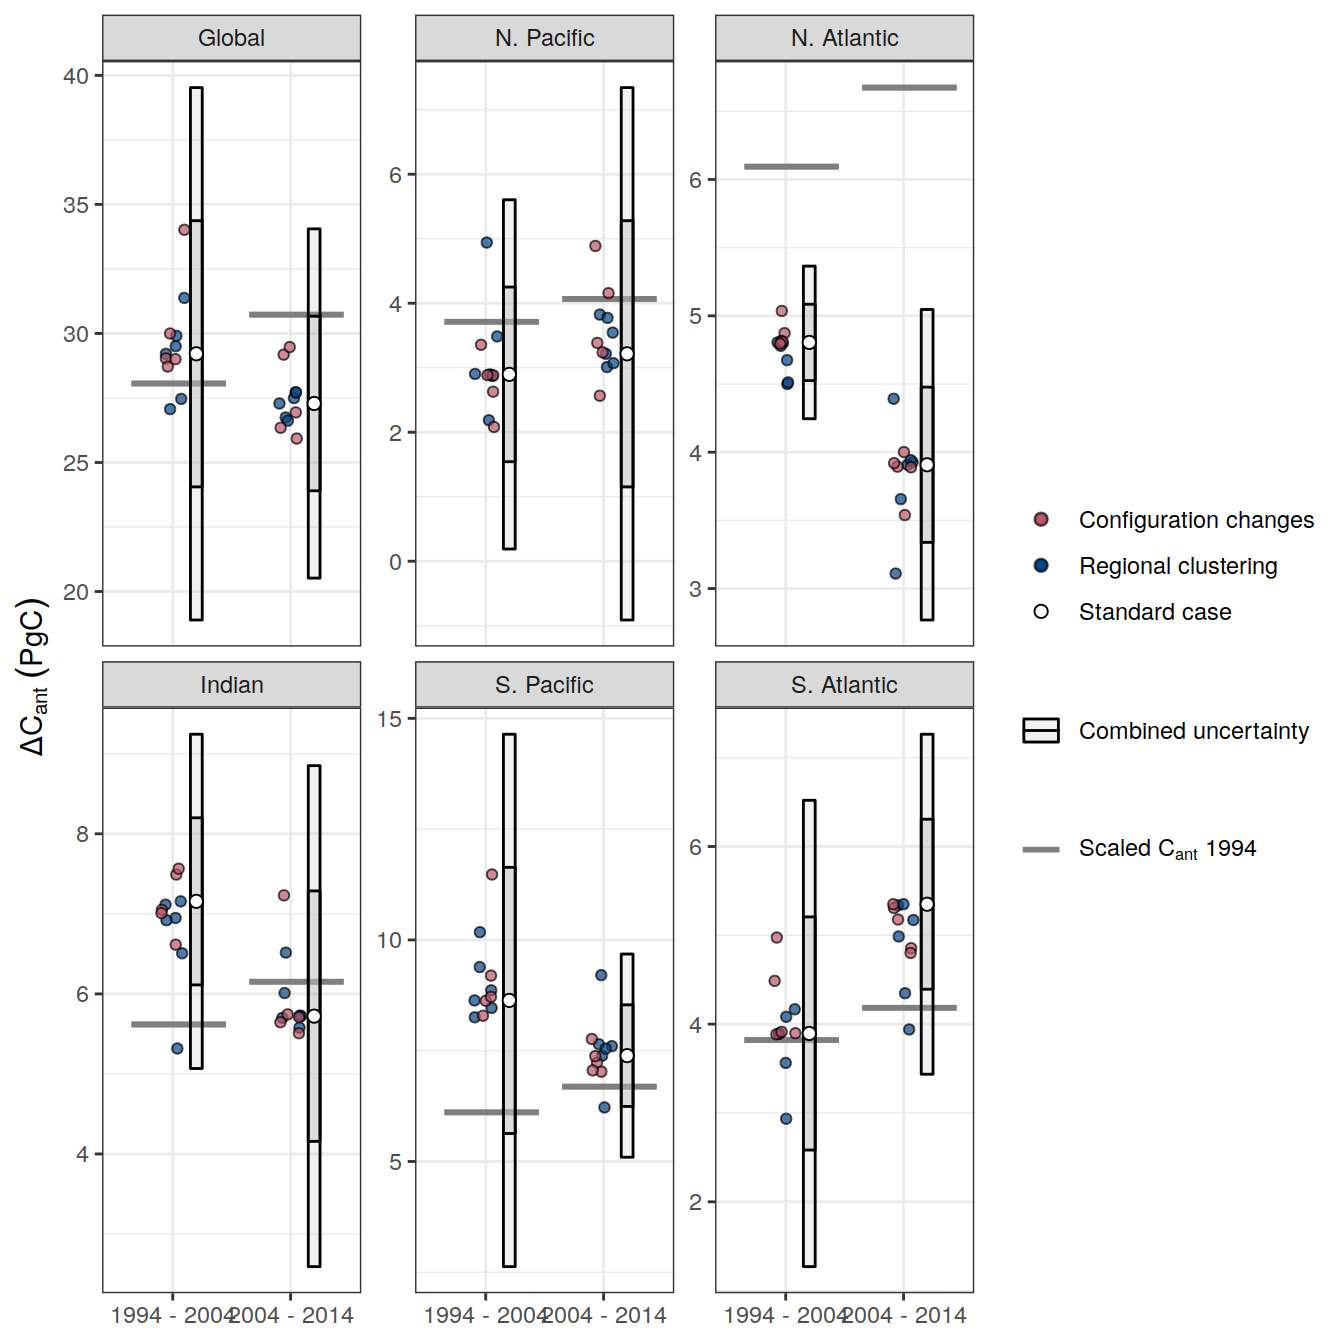 Global
N. Pacific
N. Atlantic
40
35
30
25
20
6
4
2
0
6
5
4
3
ΔCant (PgC)
Configuration changes
Regional clustering
Standard case
Combined uncertainty
Scaled Cant 1994
Indian
S. Pacific
S. Atlantic
8
6
4
15
10
5
6
4
2
1994 - 2004
2004 - 2014
1994 - 2004
2004 - 2014
1994 - 2004
2004 - 2014